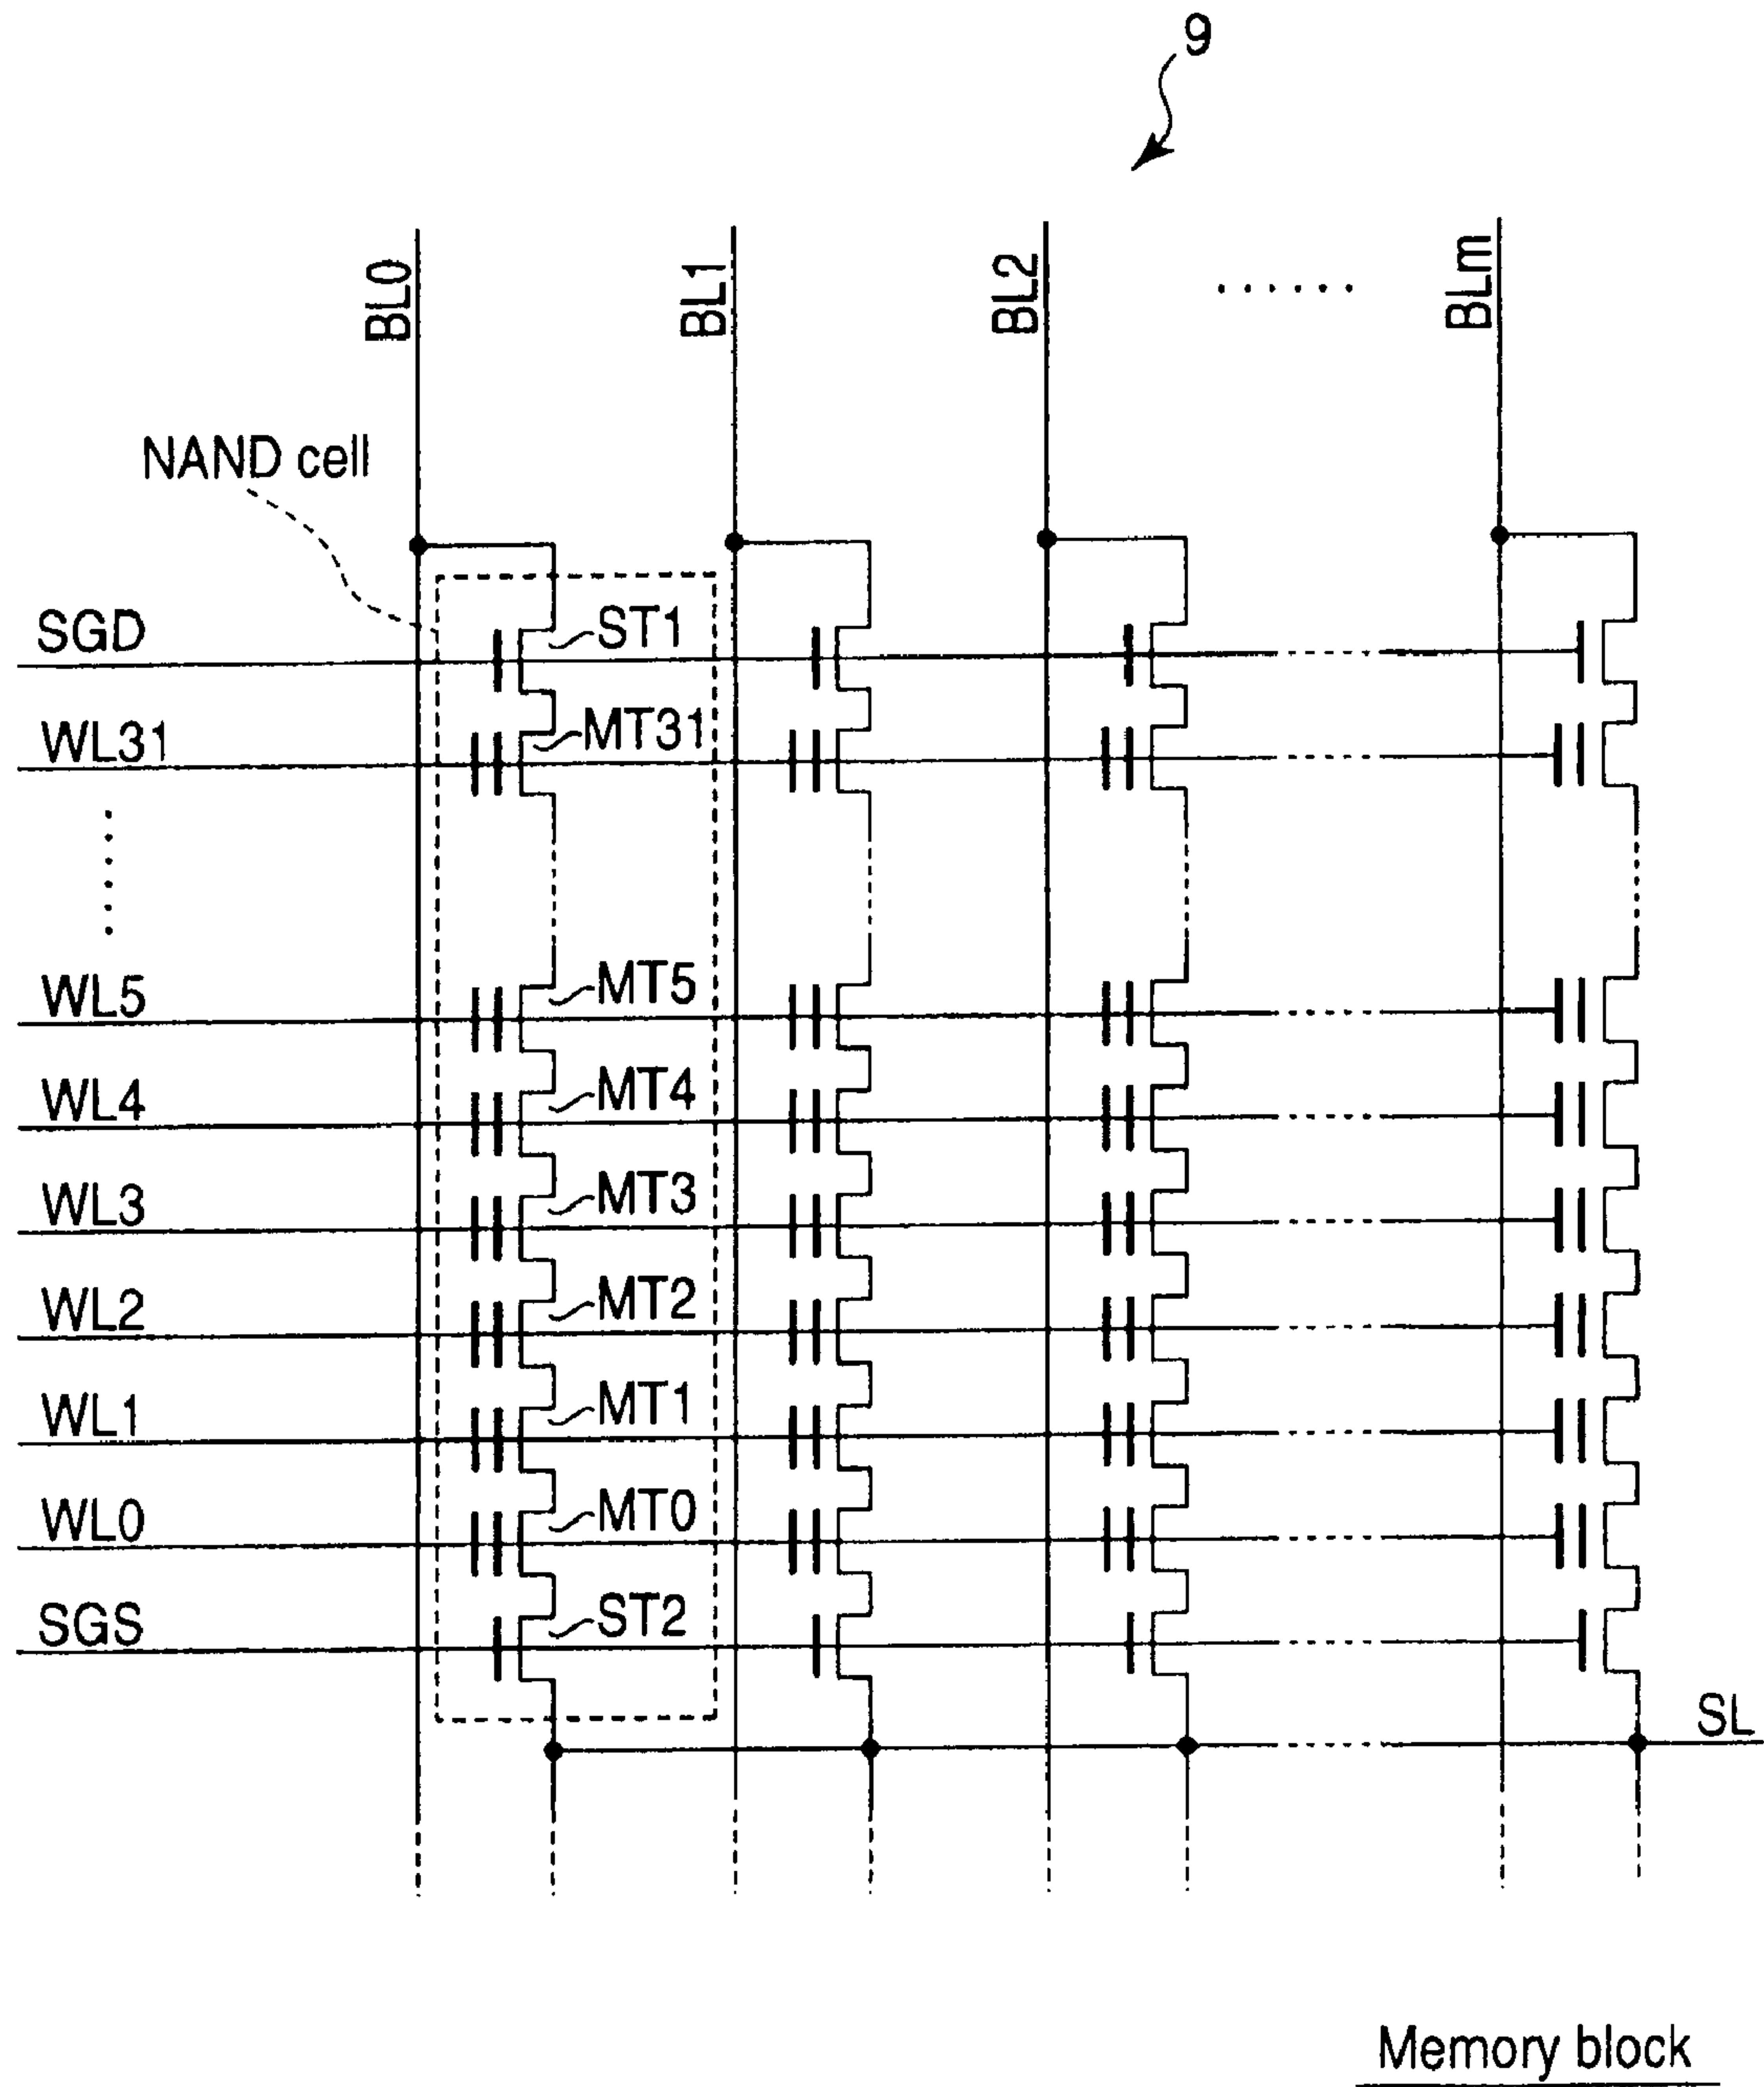 9
BL0
BL1
BL2
......
BLm
NAND cell
SGD
ST1
WL31
MT31
......
WL5
MT5
WL4
MT4
WL3
MT3
WL2
MT2
WL1
MT1
WL0
MT0
SGS
ST2
SL
Memory block